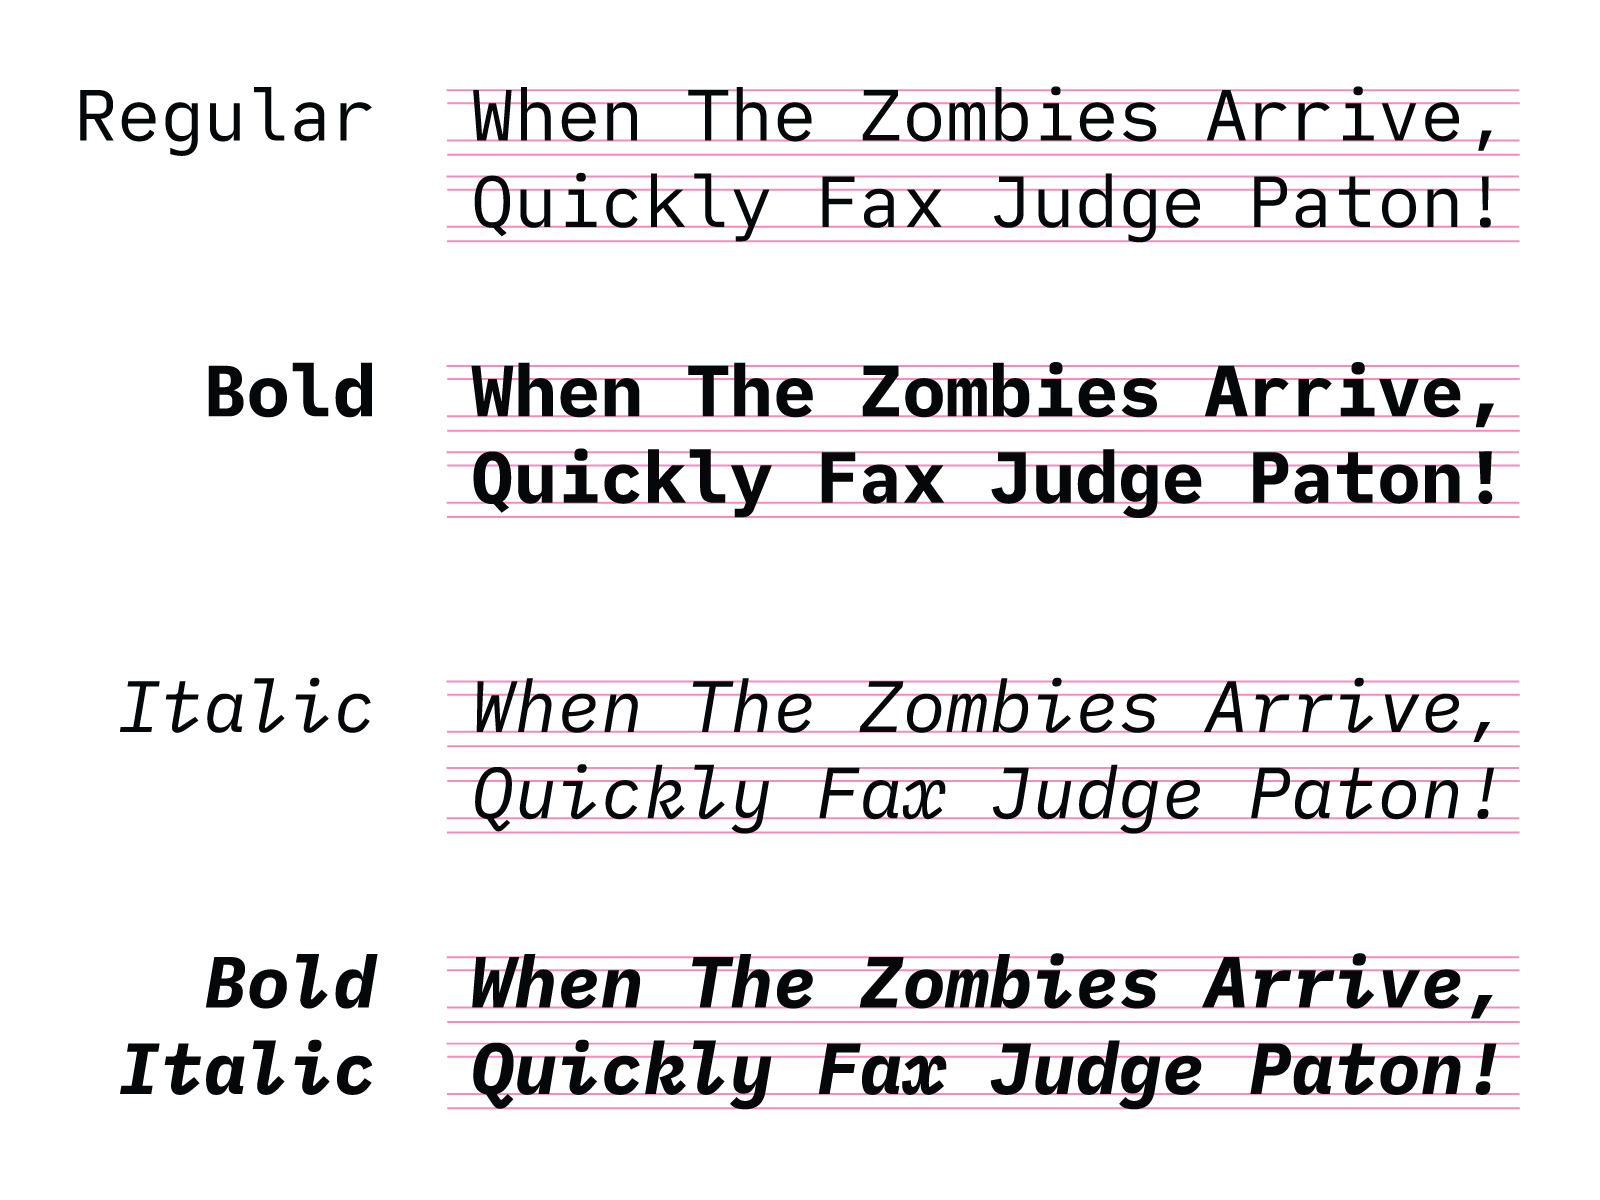 Regular When The Zombies Arrive,
Quickly Fax Judge Paton!
Bold When The Zombies Arrive,
Quickly Fax Judge Paton!
Italic When The Zombies Arrive,
Quickly Fax Judge Paton!
Bold When The Zombies Arrive,
Italic Quickly Fax Judge Paton!